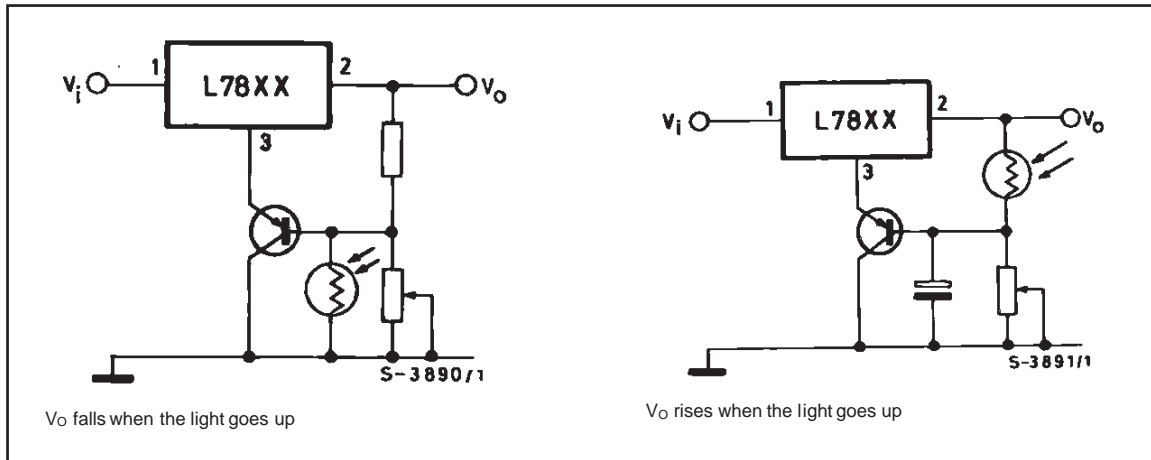 1
L78XX
2
Vi
VO
3
S-3890/1
VO falls when the light goes up
1
L78XX
2
Vi
Vo
3
S-3891/1
VO rises when the light goes up